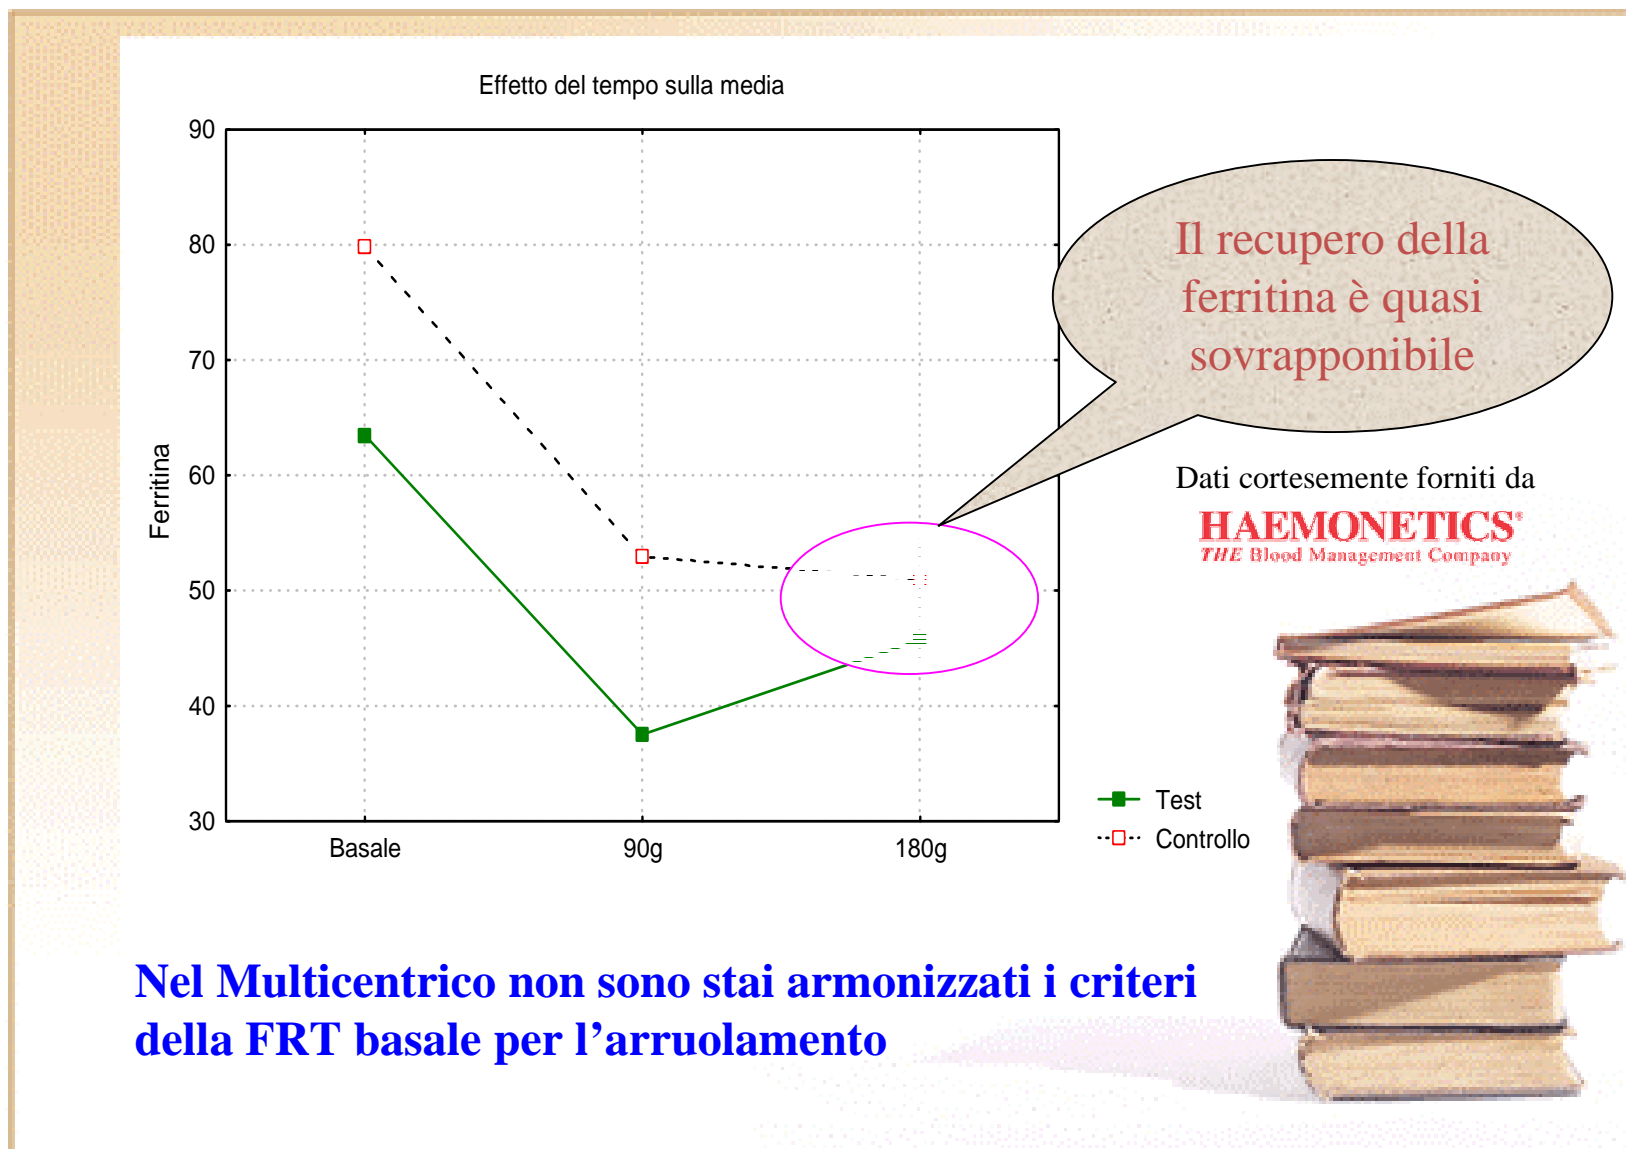 Effetto del tempo sulla media
90
80
70
60
50
40
30
Ferritina
Basale
90g
180g
Il recupero della
ferritina è quasi
sovrapponibile
Dati cortesemente forniti da
HAEMONETICS®
THE Blood Management Company
Test
Controllo
Nel Multicentrico non sono stai armonizzati i criteri
della FRT basale per l’arruolamento